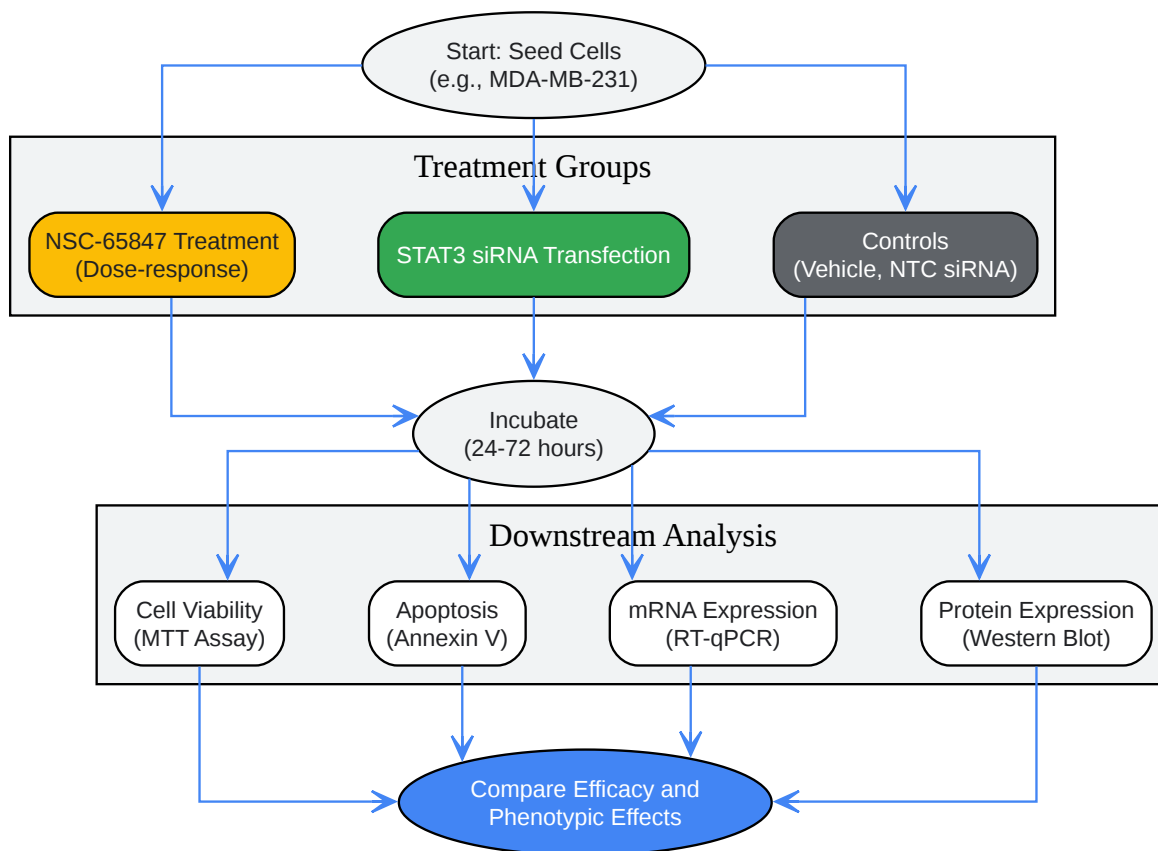 Start: Seed Cells
(e.g., MDA-MB-231)
Treatment Groups
NSC-65847 Treatment
(Dose-response)
STAT3 siRNA Transfection
Controls
(Vehicle, NTC siRNA)
Incubate
(24-72 hours)
Downstream Analysis
Cell Viability
(MTT Assay)
Apoptosis
(Annexin V)
mRNA Expression
(RT-qPCR)
Protein Expression
(Western Blot)
Compare Efficacy and
Phenotypic Effects